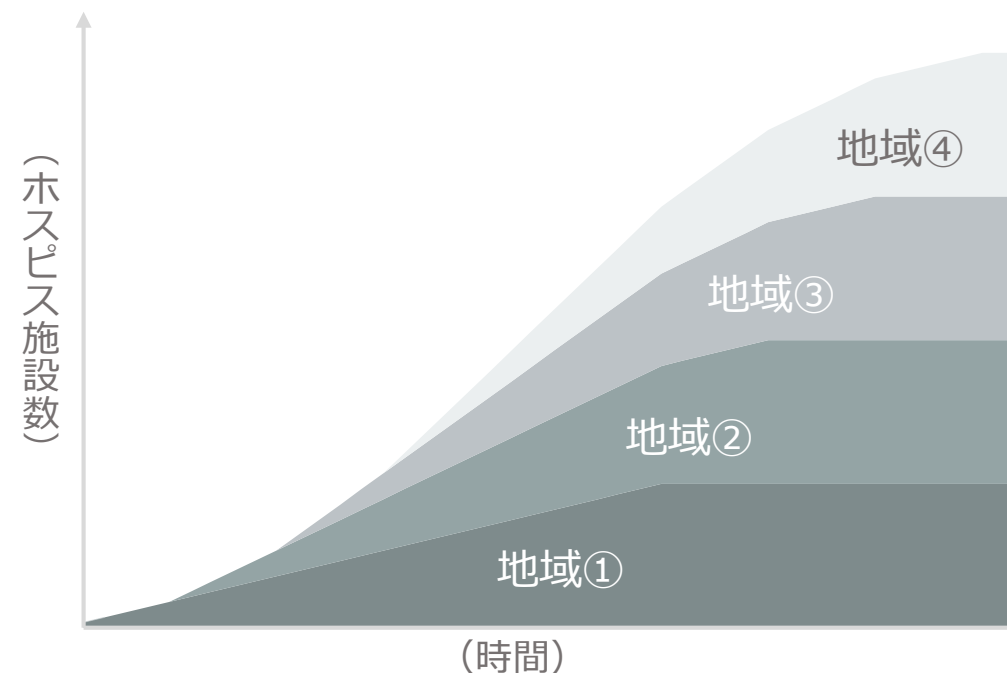 （ホスピス施設数）
地域④
地域③
地域②
地域①
（時間）